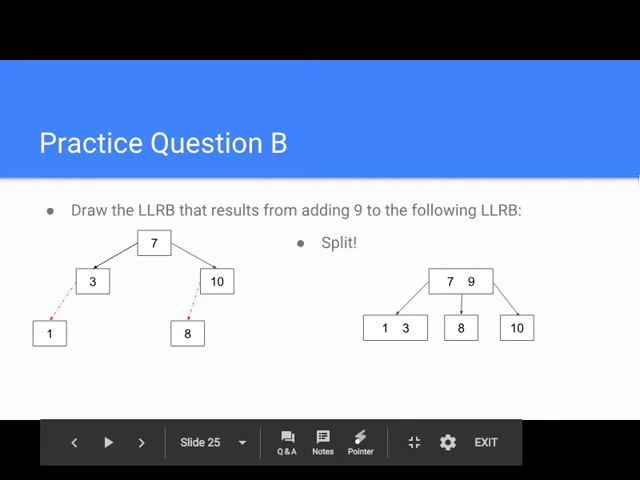 Practice Question B
● Draw the LLRB that results from adding 9 to the following LLRB:
● Split!
7
3
10
1
8
7 9
1 3
8
10
Slide 25
Q & A
Notes
Pointer
EXIT